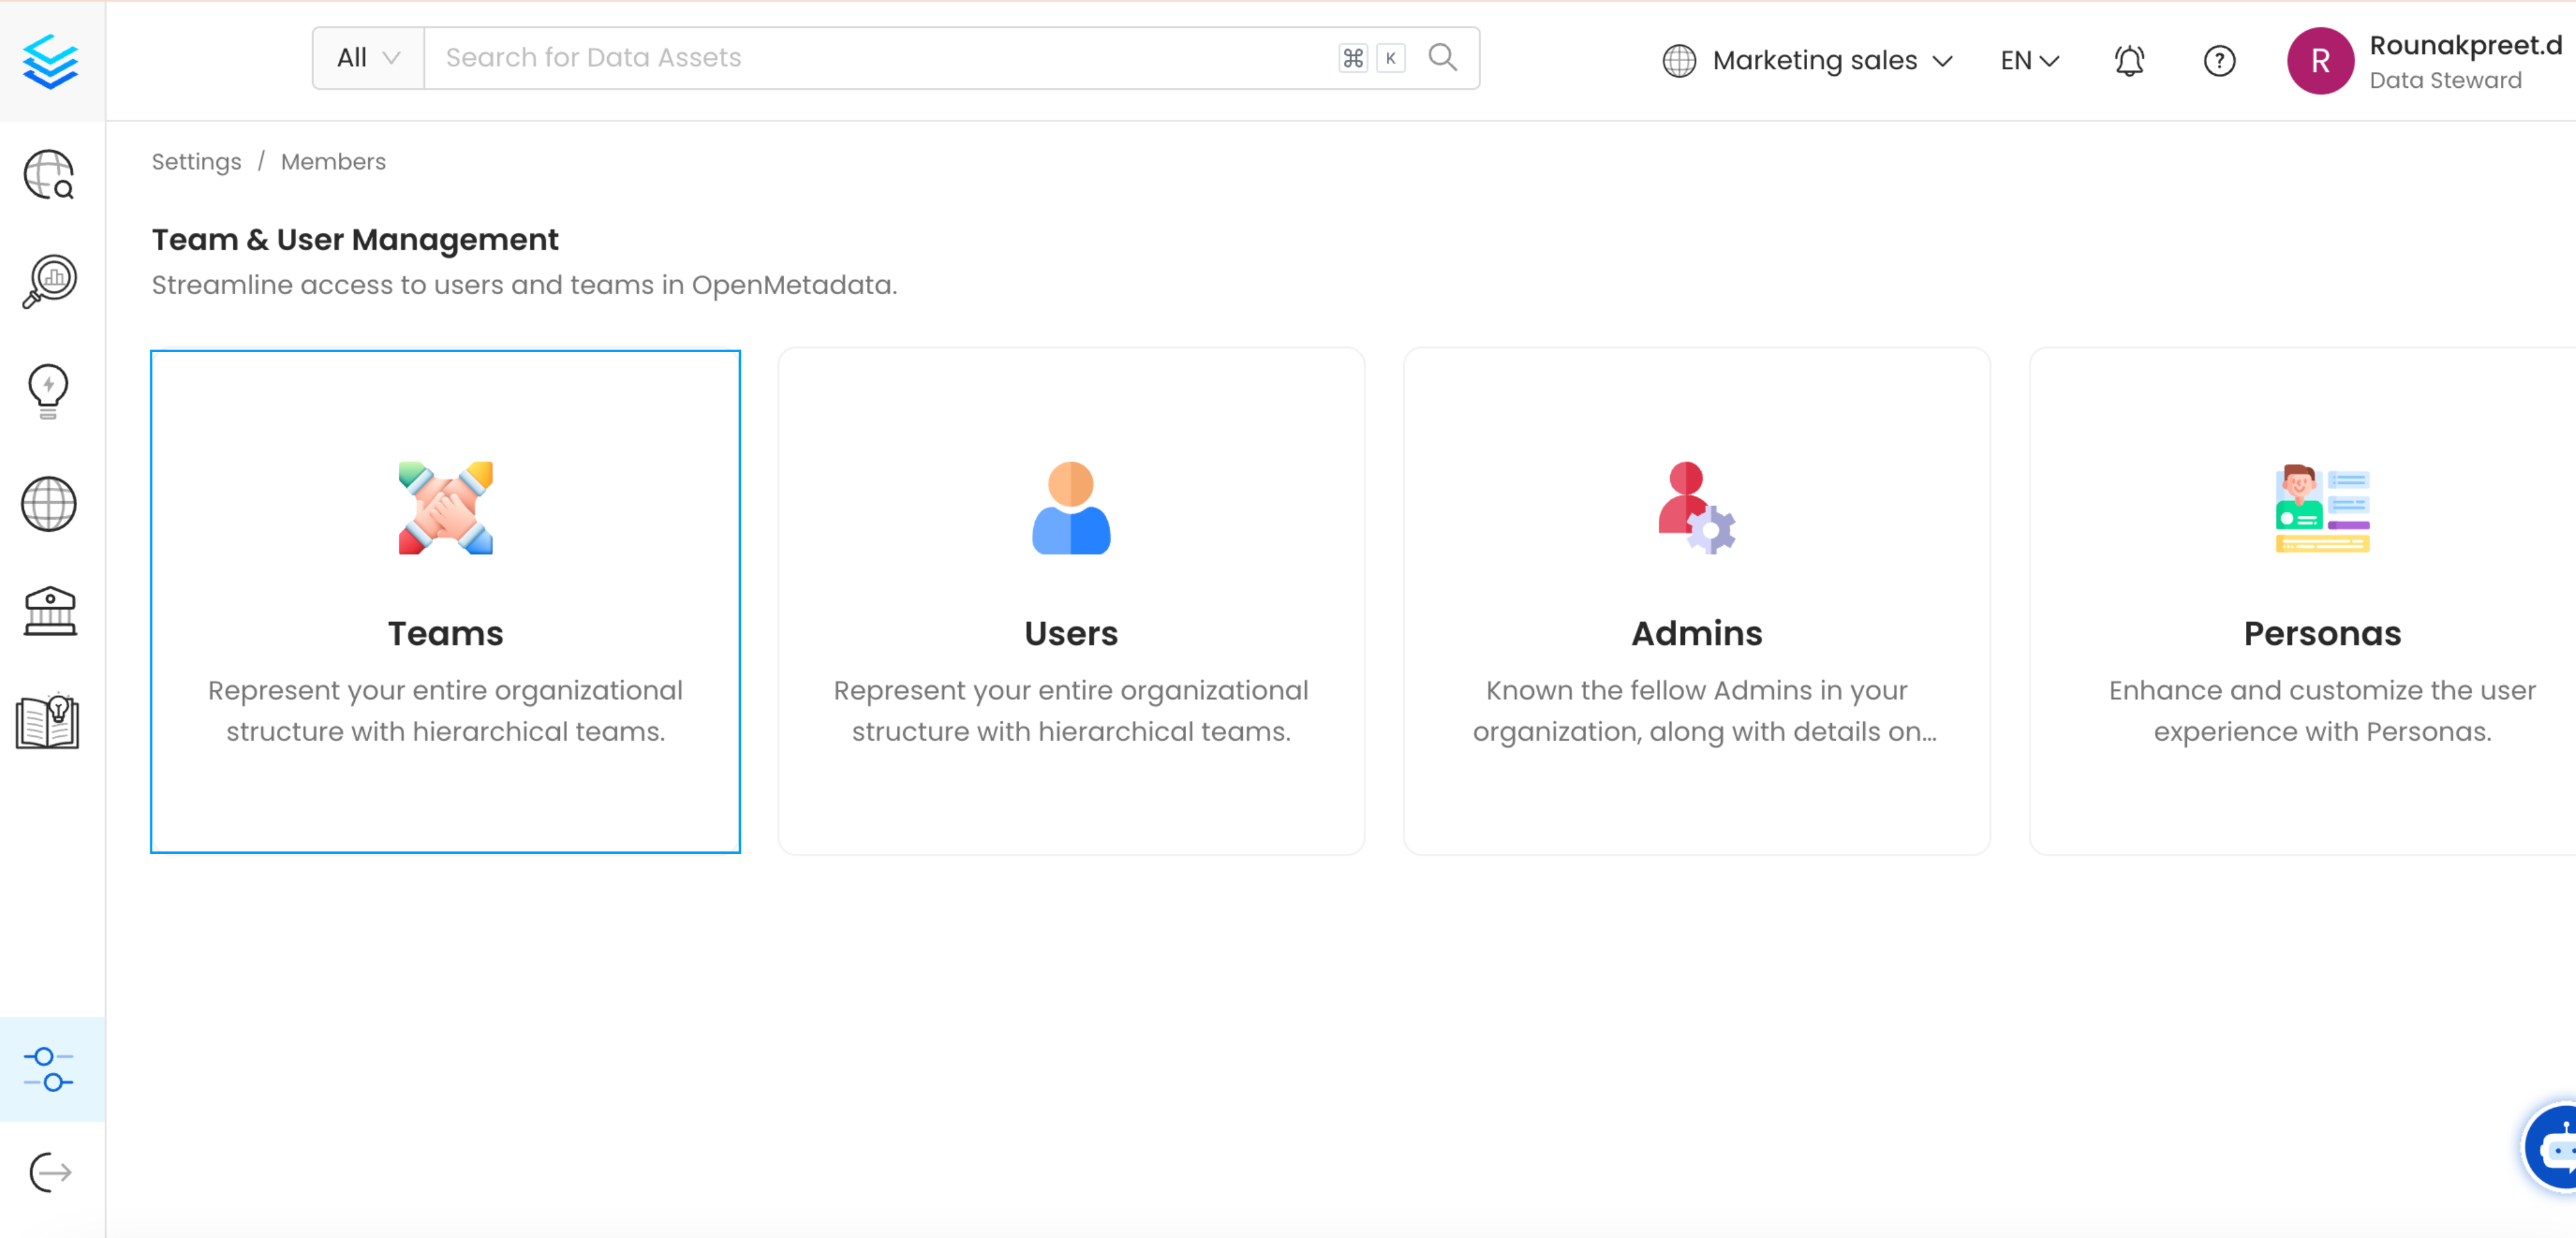 All
Search for Data Assets
⌘ K
Marketing sales
EN
?
R
Rounakpreet.d
Data Steward
Settings / Members
Team & User Management
Streamline access to users and teams in OpenMetadata.
Teams
Represent your entire organizational
structure with hierarchical teams.
Users
Represent your entire organizational
structure with hierarchical teams.
Admins
Known the fellow Admins in your
organization, along with details on...
Personas
Enhance and customize the user
experience with Personas.